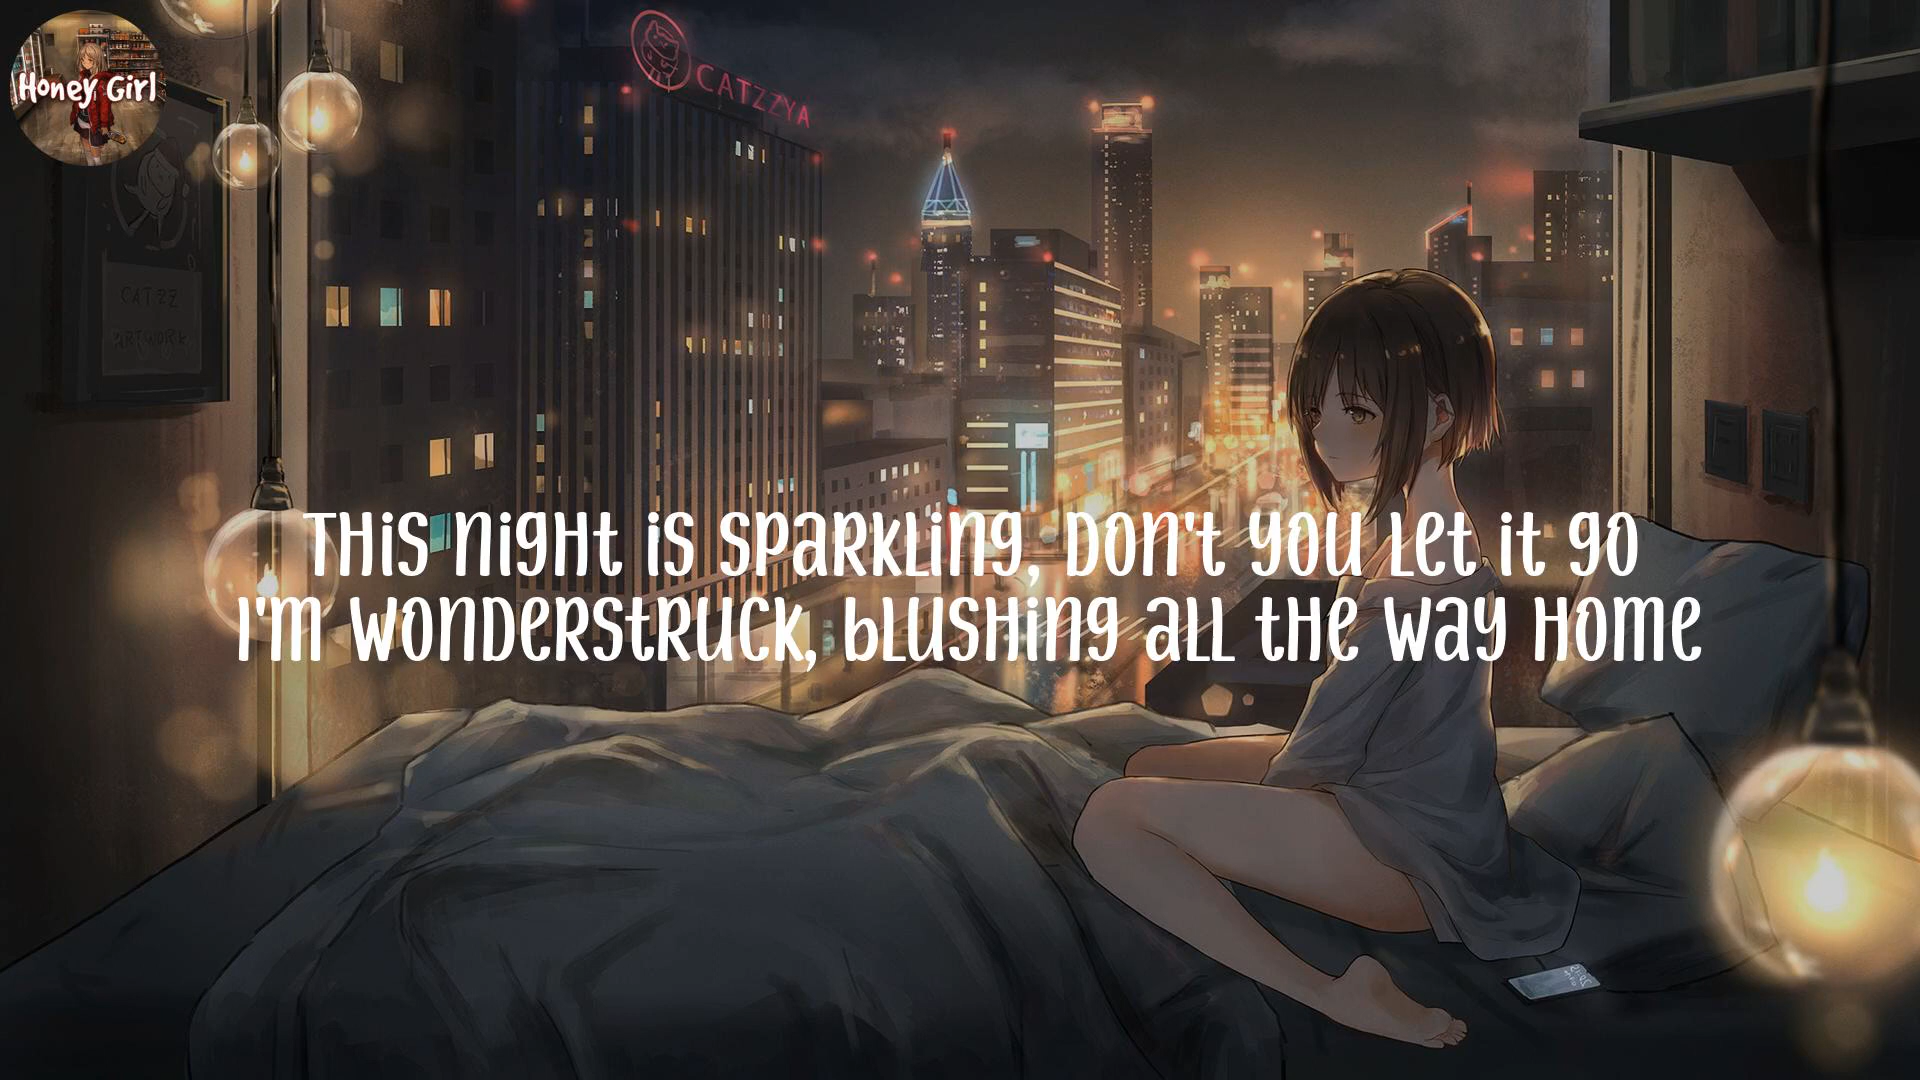 Honey Girl
CATZZYA
CATZZ
ARTWORK
THis NigHt is sparkLing, Don't you Let it go
I'm wonderstruck, bLusHing aLL tHe way Home